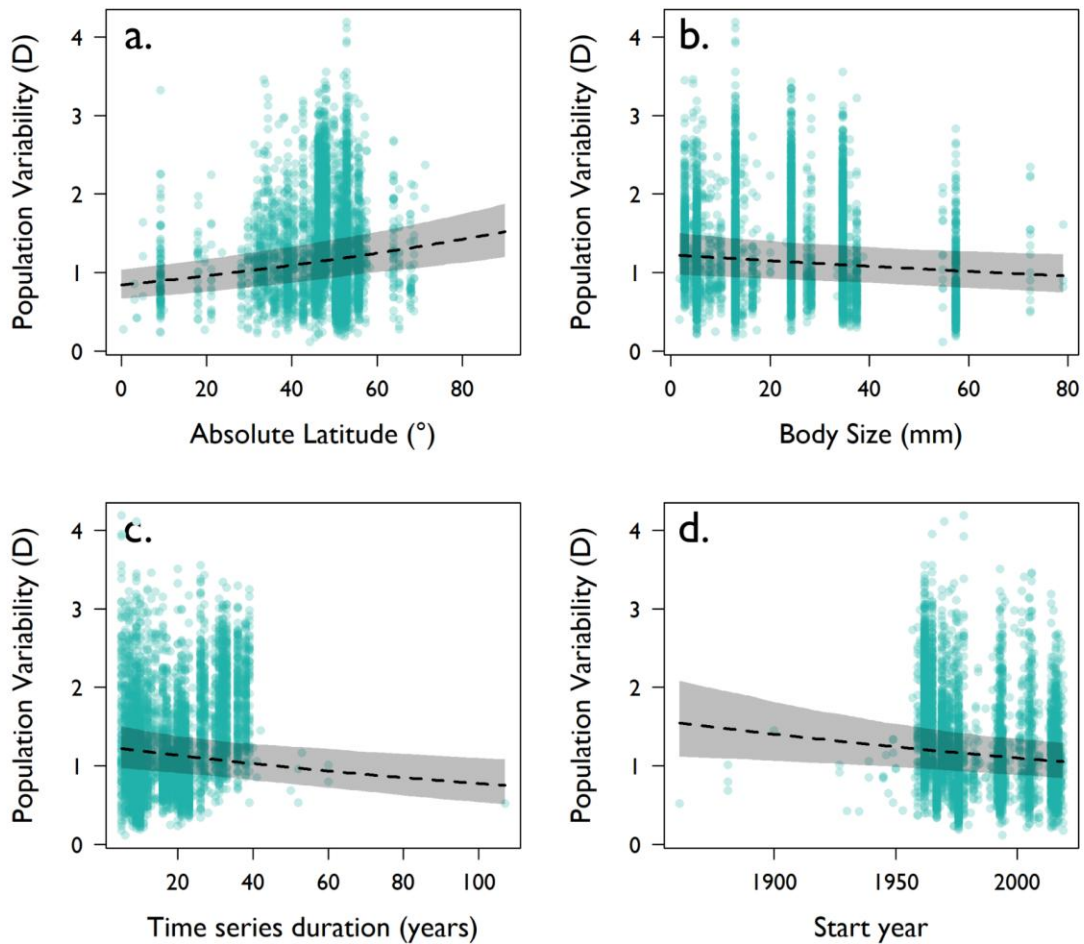 a.
Population Variability (D)
4
3
2
1
0
0 20 40 60 80
Absolute Latitude (°)
b.
Population Variability (D)
4
3
2
1
0
0 20 40 60 80
Body Size (mm)
c.
Population Variability (D)
4
3
2
1
0
20 40 60 80 100
Time series duration (years)
d.
Population Variability (D)
4
3
2
1
0
1900 1950 2000
Start year